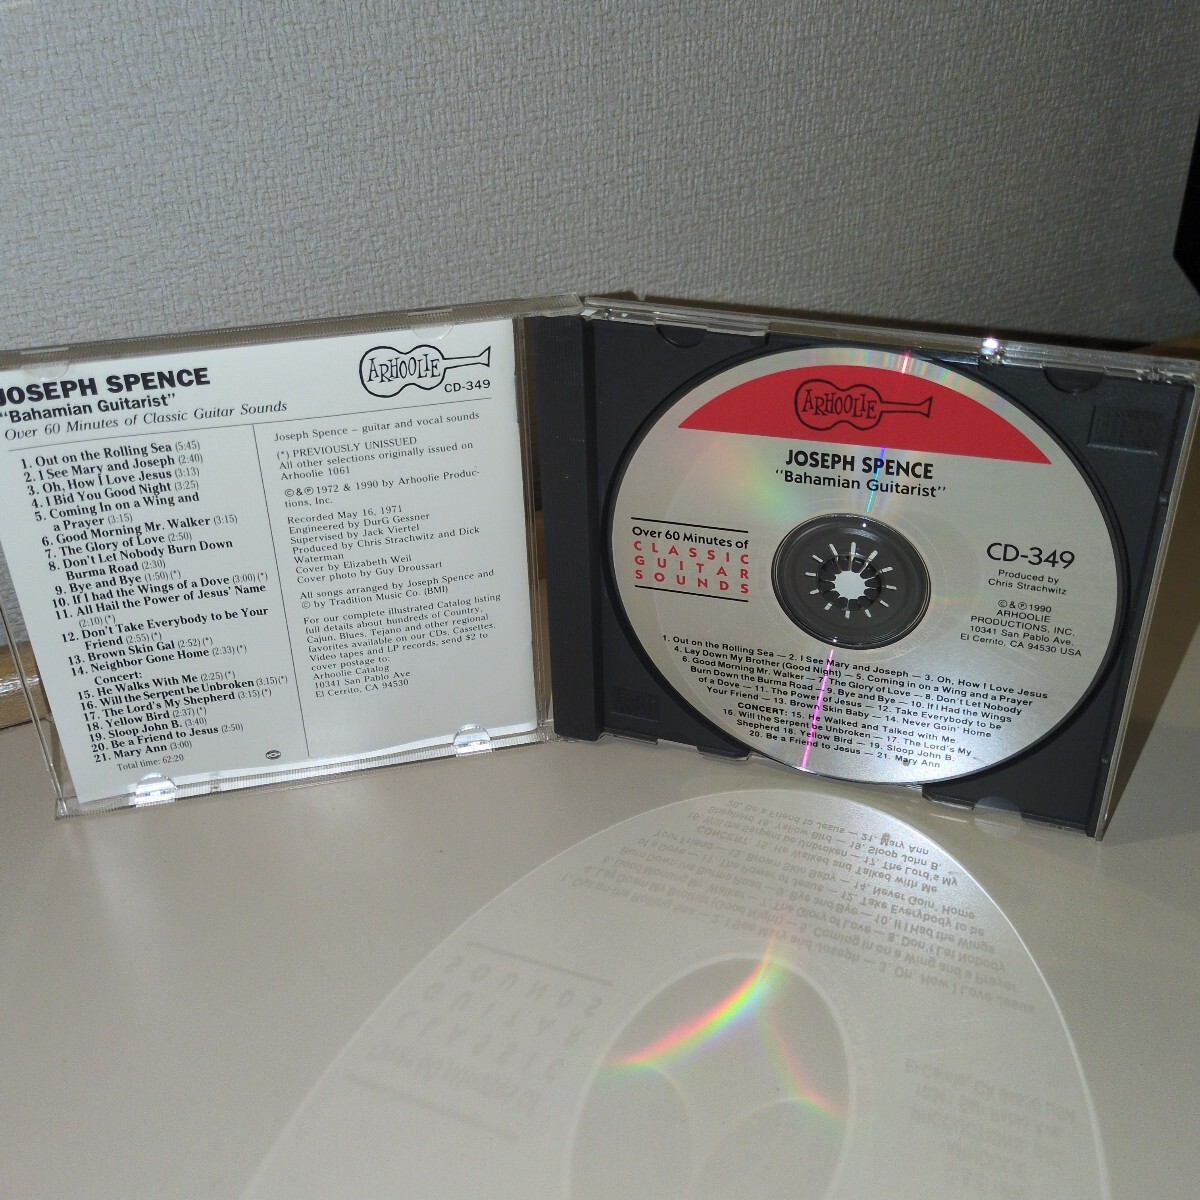 JOSEPH SPENCE
"Bahamian Guitarist"
Over 60 Minutes of Classic Guitar Sounds
ARHOOLIE
CD-349
1. Out on the Rolling Sea (5:45)
2. I See Mary and Joseph (2:40)
3. Oh, How I Love Jesus (3:13)
4. I Bid You Good Night (3:25)
5. Coming In on a Wing and
a Prayer (3:15)
6. Good Morning Mr. Walker (3:15)
7. The Glory of Love (2:50)
8. Don't Let Nobody Burn Down
Burma Road (2:30)
9. Bye and Bye (1:50) (*)
10. If I had the Wings of a Dove (3:00) (*)
11. All Hail the Power of Jesus' Name
(2:10) (*)
12. Don't Take Everybody to be Your
Friend (2:55) (*)
13. Brown Skin Gal (2:52) (*)
14. Neighbor Gone Home (2:33) (*)
Concert:
15. He Walks With Me (2:25) (*)
16. Will the Serpent be Unbroken (3:15) (*)
17. The Lord's My Shepherd (3:15) (*)
18. Yellow Bird (2:37) (*)
19. Sloop John B. (3:40)
20. Be a Friend to Jesus (2:50)
21. Mary Ann (3:00)
Total time: 62:20
Joseph Spence – guitar and vocal sounds
(*) PREVIOUSLY UNISSUED
All other selections originally issued on
Arhoolie 1061
©&℗ 1972 & 1990 by Arhoolie Produc-
tions, Inc.
Recorded May 16, 1971
Engineered by DurG Gessner
Supervised by Jack Viertel
Produced by Chris Strachwitz and Dick
Waterman
Cover by Elizabeth Weil
Cover photo by Guy Droussart
All songs arranged by Joseph Spence and
© by Tradition Music Co. (BMI)
For our complete illustrated Catalog listing
full details about hundreds of Country,
Cajun, Blues, Tejano and other regional
favorites available on our CDs, Cassettes,
Video tapes and LP records, send $2 to
cover postage to:
Arhoolie Catalog
10341 San Pablo Ave
El Cerrito, CA 94530
ARHOOLIE
JOSEPH SPENCE
"Bahamian Guitarist"
Over 60 Minutes of
CLASSIC
GUITAR
SOUNDS
CD-349
Produced by
Chris Strachwitz
©&℗ 1990
ARHOOLIE
PRODUCTIONS, INC.
10341 San Pablo Ave.
El Cerrito, CA 94530 USA
1. Out on the Rolling Sea — 2. I See Mary and Joseph — 3. Oh, How I Love Jesus
4. Lay Down My Brother (Good Night) — 5. Coming in on a Wing and a Prayer
6. Good Morning Mr. Walker — 7. The Glory of Love — 8. Don't Let Nobody
Burn Down the Burma Road — 9. Bye and Bye — 10. If I Had the Wings
of a Dove — 11. The Power of Jesus — 12. Take Everybody to be
Your Friend — 13. Brown Skin Baby — 14. Never Goin' Home
CONCERT: 15. He Walked and Talked with Me
16. Will the Serpent be Unbroken — 17. The Lord's My
Shepherd 18. Yellow Bird — 19. Sloop John B.
20. Be a Friend to Jesus — 21. Mary Ann